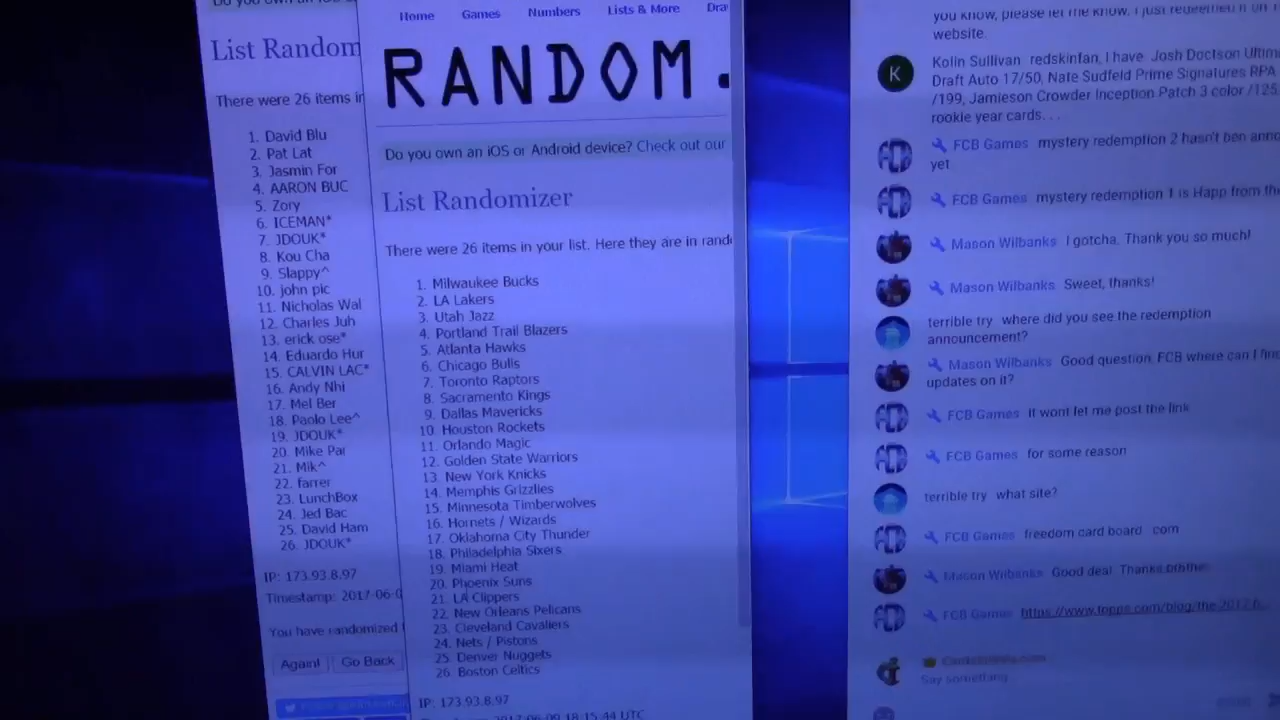 List Random
There were 26 items in
1. David Blu
2. Pat Lat
3. Jasmin For
4. AARON BUC
5. Zory
6. ICEMAN*
7. JDOUK*
8. Kou Cha
9. Slappy^
10. john pic
11. Nicholas Wal
12. Charles Juh
13. erick ose*
14. Eduardo Hur
15. CALVIN LAC*
16. Andy Nhi
17. Mel Ber
18. Paolo Lee^
19. JDOUK*
20. Mike Par
21. Mik^
22. farrer
23. LunchBox
24. Jed Bac
25. David Ham
26. JDOUK*
IP: 173.93.8.97
Timestamp: 2017-06-0
You have randomized
Again! Go Back
Home Games Numbers Lists & More Dra
RANDOM.
Do you own an iOS or Android device? Check out our
List Randomizer
There were 26 items in your list. Here they are in rand
1. Milwaukee Bucks
2. LA Lakers
3. Utah Jazz
4. Portland Trail Blazers
5. Atlanta Hawks
6. Chicago Bulls
7. Toronto Raptors
8. Sacramento Kings
9. Dallas Mavericks
10. Houston Rockets
11. Orlando Magic
12. Golden State Warriors
13. New York Knicks
14. Memphis Grizzlies
15. Minnesota Timberwolves
16. Hornets / Wizards
17. Oklahoma City Thunder
18. Philadelphia Sixers
19. Miami Heat
20. Phoenix Suns
21. LA Clippers
22. New Orleans Pelicans
23. Cleveland Cavaliers
24. Nets / Pistons
25. Denver Nuggets
26. Boston Celtics
IP: 173.93.8.97
2017-06-09 18:15:44 UTC
you know, please let me know. I just redeemed it on
website.
K
Kolin Sullivan redskinfan, I have Josh Doctson Ultim
Draft Auto 17/50, Nate Sudfeld Prime Signatures RPA
/199, Jamieson Crowder Inception Patch 3 color /125
rookie year cards. . .
FCB Games mystery redemption 2 hasn't ben anno
yet
FCB Games mystery redemption 1 is Happ from the
Mason Wilbanks I gotcha. Thank you so much!
Mason Wilbanks Sweet, thanks!
terrible try where did you see the redemption
announcement?
Mason Wilbanks Good question, FCB where can I find
updates on it?
FCB Games it wont let me post the link
FCB Games for some reason
terrible try what site?
FCB Games freedom card board . com
Mason Wilbanks Good deal. Thanks brother
FCB Games https://www.topps.com/blog/the-2017-
Say something